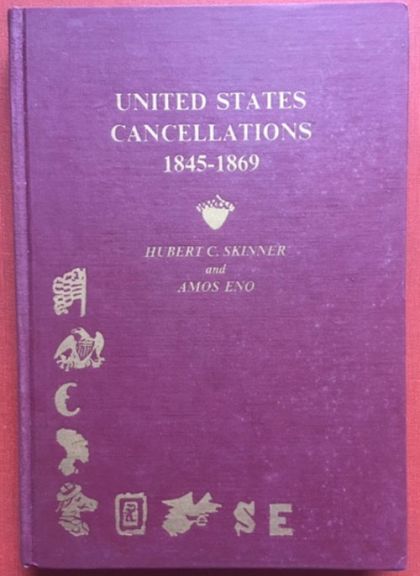 UNITED STATES
CANCELLATIONS
1845-1869
HUBERT C. SKINNER
and
AMOS ENO
S E